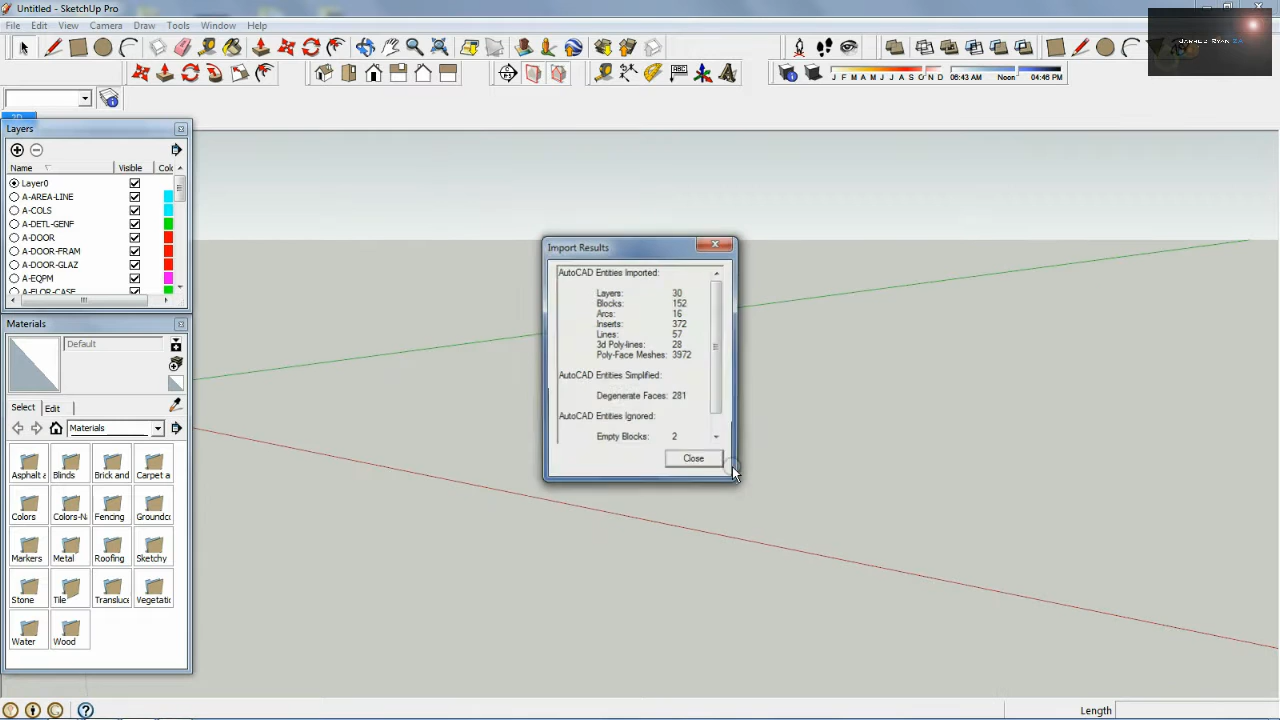 Untitled - SketchUp Pro
File Edit View Camera Draw Tools Window Help
J F M A M J J A S O N D 06:43 AM Noon 04:46 PM
Layers
Name Visible Col
Layer0
A-AREA-LINE
A-COLS
A-DETL-GENF
A-DOOR
A-DOOR-FRAM
A-DOOR-GLAZ
A-EQPM
A-FLOR-CASE
Materials
Default
Select Edit
Materials
Asphalt a Blinds Brick and Carpet a
Colors Colors-N Fencing Groundc
Markers Metal Roofing Sketchy
Stone Tile Transluc Vegetati
Water Wood
Import Results
AutoCAD Entities Imported:
Layers: 30
Blocks: 152
Arcs: 16
Inserts: 372
Lines: 57
3d Poly-lines: 28
Poly-Face Meshes: 3972
AutoCAD Entities Simplified:
Degenerate Faces: 281
AutoCAD Entities Ignored:
Empty Blocks: 2
Close
Length